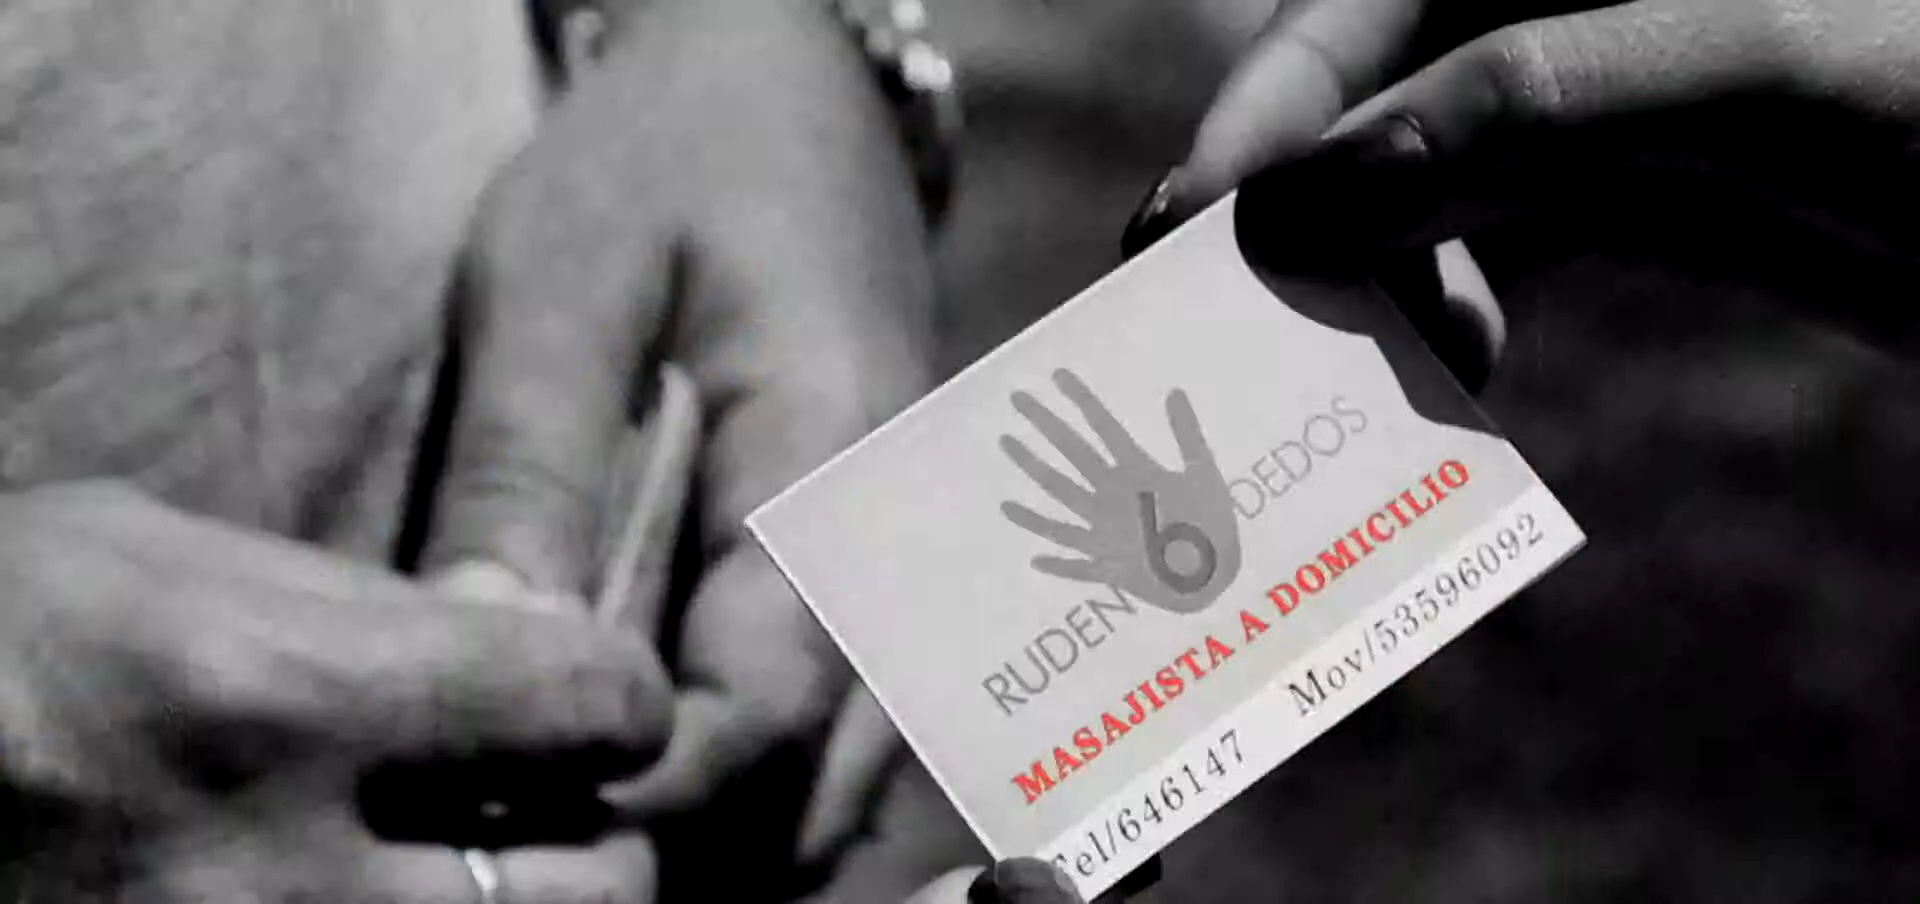 RUDEN 6 DEDOS
MASAJISTA A DOMICILIO
Tel/646147 Mov/53596092